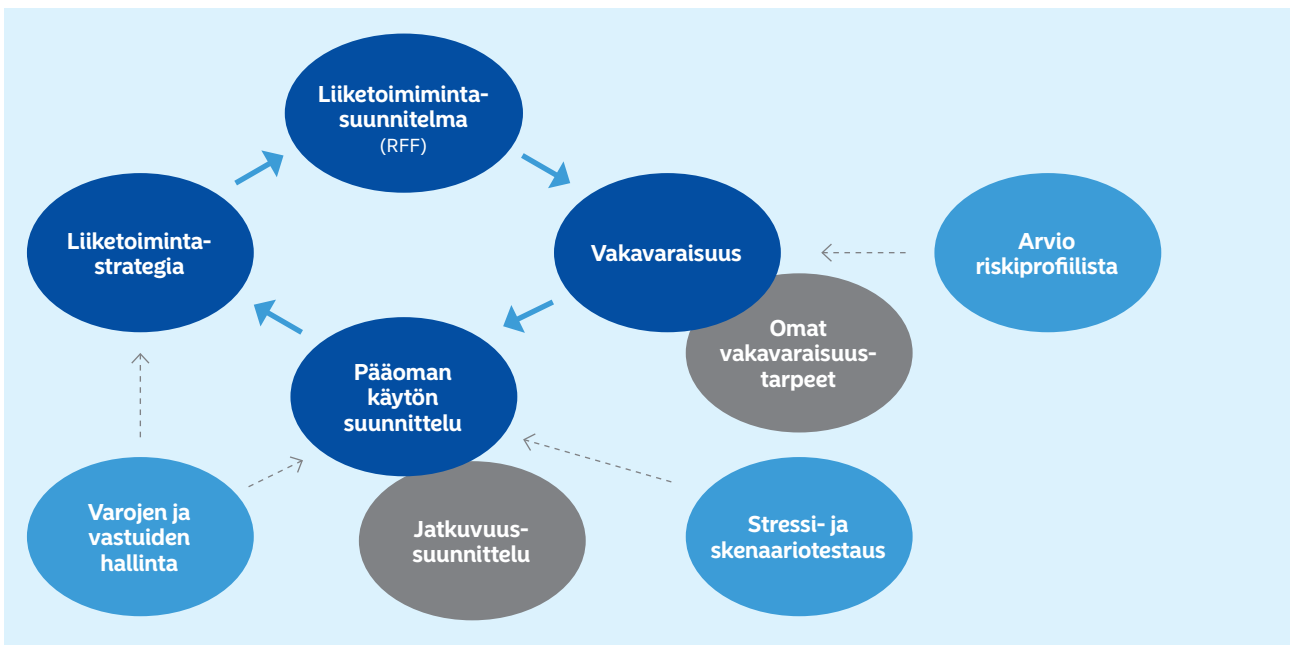 Liiketoimiminta-
suunnitelma
(RFF)
Liiketoiminta-
strategia
Vakavaraisuus
Arvio
riskiprofiilista
Omat
vakavaraisuus-
tarpeet
Pääoman
käytön
suunnittelu
Varojen ja
vastuiden
hallinta
Jatkuvuus-
suunnittelu
Stressi- ja
skenaariotestaus